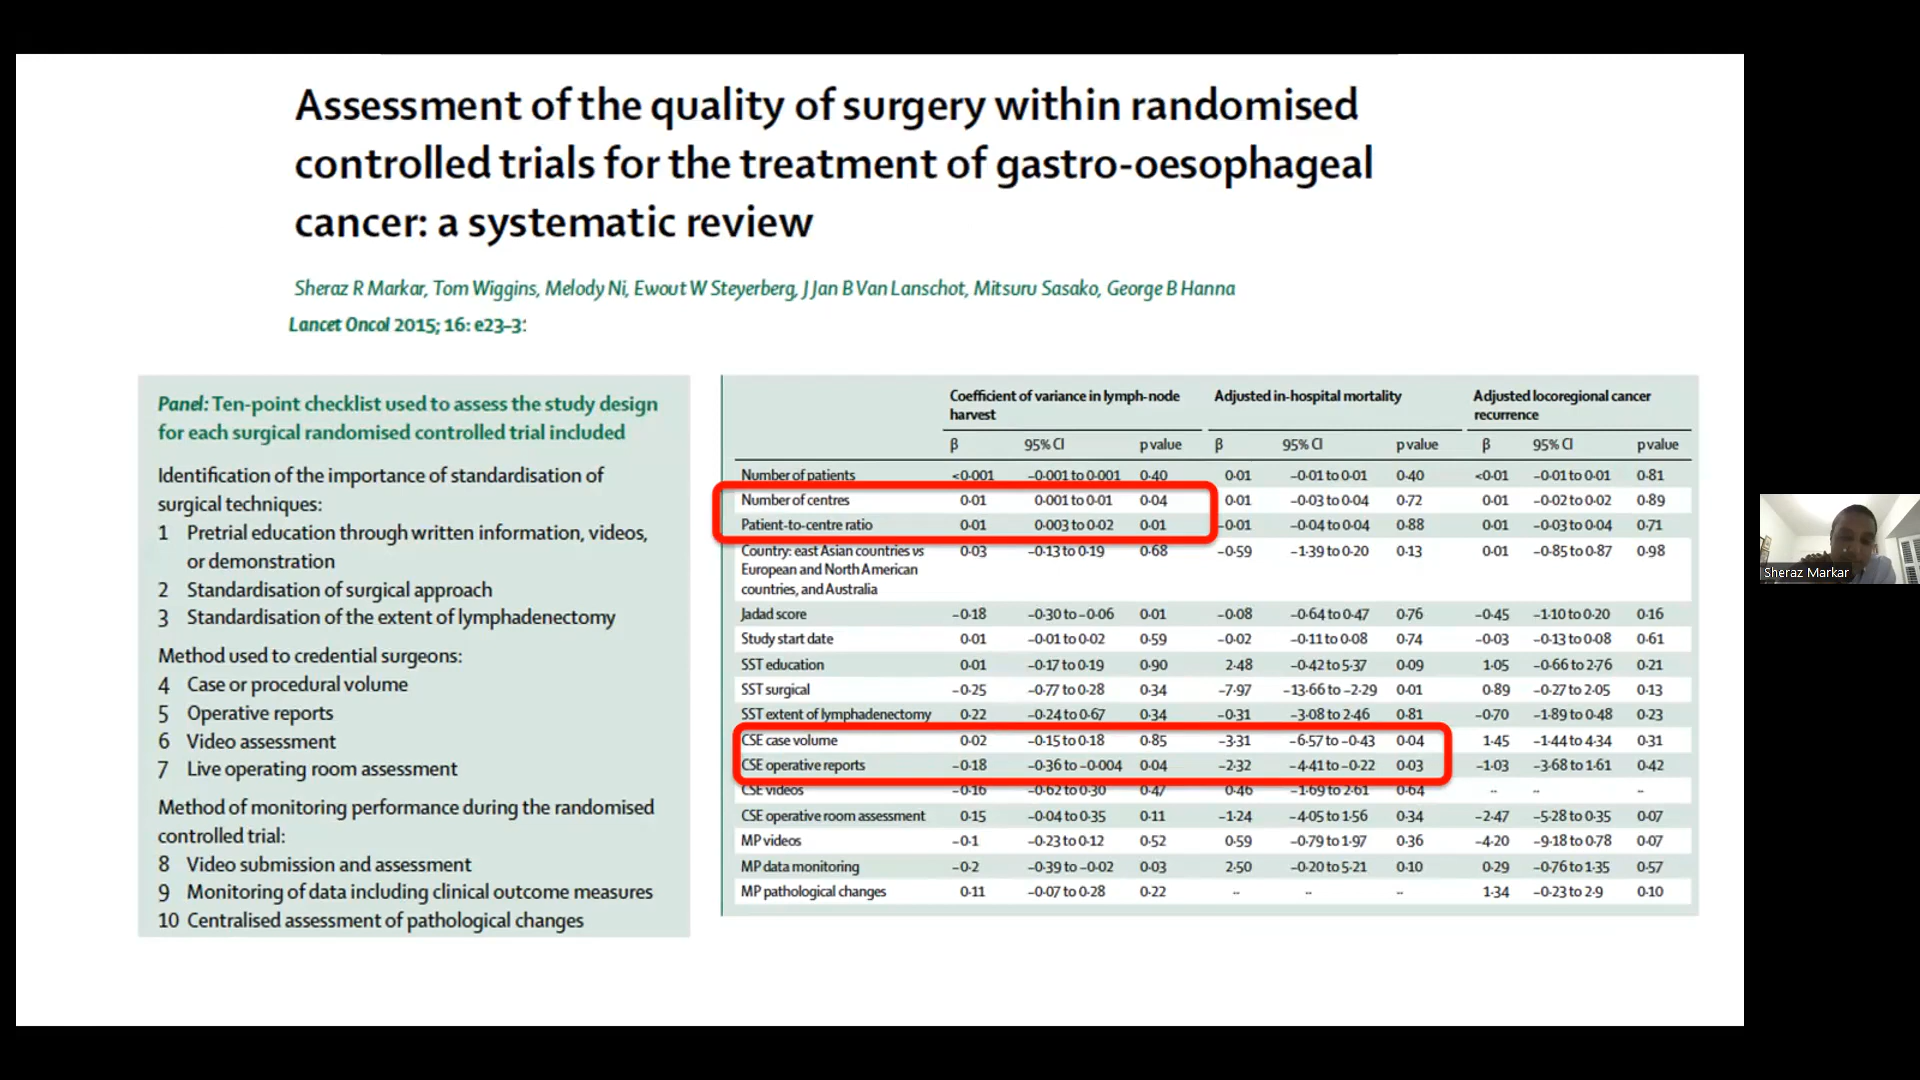 Assessment of the quality of surgery within randomised
controlled trials for the treatment of gastro-oesophageal
cancer: a systematic review
Sheraz R Markar, Tom Wiggins, Melody Ni, Ewout W Steyerberg, J Jan B Van Lanschot, Mitsuru Sasako, George B Hanna
Lancet Oncol 2015; 16: e23–3:
Panel: Ten-point checklist used to assess the study design
for each surgical randomised controlled trial included
Identification of the importance of standardisation of
surgical techniques:
1 Pretrial education through written information, videos,
or demonstration
2 Standardisation of surgical approach
3 Standardisation of the extent of lymphadenectomy
Method used to credential surgeons:
4 Case or procedural volume
5 Operative reports
6 Video assessment
7 Live operating room assessment
Method of monitoring performance during the randomised
controlled trial:
8 Video submission and assessment
9 Monitoring of data including clinical outcome measures
10 Centralised assessment of pathological changes
Coefficient of variance in lymph-node Adjusted in-hospital mortality Adjusted locoregional cancer
harvest recurrence
β 95% CI p value β 95% CI p value β 95% CI p value
Number of patients <0·001 –0·001 to 0·001 0·40 0·01 –0·01 to 0·01 0·40 <0·01 –0·01 to 0·01 0·81
Number of centres 0·01 0·001 to 0·01 0·04 0·01 –0·03 to 0·04 0·72 0·01 –0·02 to 0·02 0·89
Patient-to-centre ratio 0·01 0·003 to 0·02 0·01 –0·01 –0·04 to 0·04 0·88 0·01 –0·03 to 0·04 0·71
Country: east Asian countries vs 0·03 –0·13 to 0·19 0·68 –0·59 –1·39 to 0·20 0·13 0·01 –0·85 to 0·87 0·98
European and North American
countries, and Australia
Jadad score –0·18 –0·30 to –0·06 0·01 –0·08 –0·64 to 0·47 0·76 –0·45 –1·10 to 0·20 0·16
Study start date 0·01 –0·01 to 0·02 0·59 –0·02 –0·11 to 0·08 0·74 –0·03 –0·13 to 0·08 0·61
SST education 0·01 –0·17 to 0·19 0·90 2·48 –0·42 to 5·37 0·09 1·05 –0·66 to 2·76 0·21
SST surgical –0·25 –0·77 to 0·28 0·34 –7·97 –13·66 to –2·29 0·01 0·89 –0·27 to 2·05 0·13
SST extent of lymphadenectomy 0·22 –0·24 to 0·67 0·34 –0·31 –3·08 to 2·46 0·81 –0·70 –1·89 to 0·48 0·23
CSE case volume 0·02 –0·15 to 0·18 0·85 –3·31 –6·57 to –0·43 0·04 1·45 –1·44 to 4·34 0·31
CSE operative reports –0·18 –0·36 to –0·004 0·04 –2·32 –4·41 to –0·22 0·03 –1·03 –3·68 to 1·61 0·42
CSE videos –0·16 –0·62 to 0·30 0·47 0·46 –1·69 to 2·61 0·64 ·· ·· ··
CSE operative room assessment 0·15 –0·04 to 0·35 0·11 –1·24 –4·05 to 1·56 0·34 –2·47 –5·28 to 0·35 0·07
MP videos –0·1 –0·23 to 0·12 0·52 0·59 –0·79 to 1·97 0·36 –4·20 –9·18 to 0·78 0·07
MP data monitoring –0·2 –0·39 to –0·02 0·03 2·50 –0·20 to 5·21 0·10 0·29 –0·76 to 1·35 0·57
MP pathological changes 0·11 –0·07 to 0·28 0·22 ·· ·· ·· 1·34 –0·23 to 2·9 0·10
Sheraz Markar